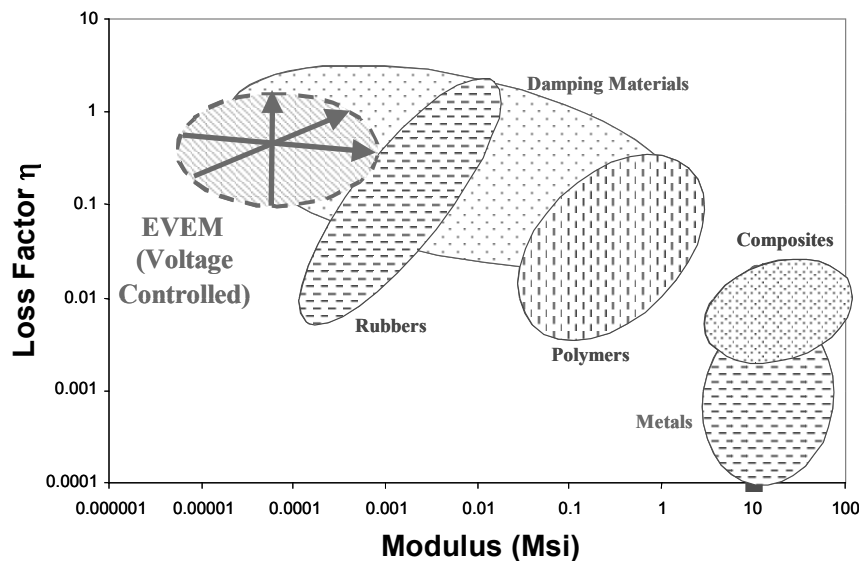 10
1
0.1
0.01
0.001
0.0001
Loss Factor η
Damping Materials
EVEM
(Voltage
Controlled)
Rubbers
Polymers
Composites
Metals
0.000001 0.00001 0.0001 0.001 0.01 0.1 1 10 100
Modulus (Msi)